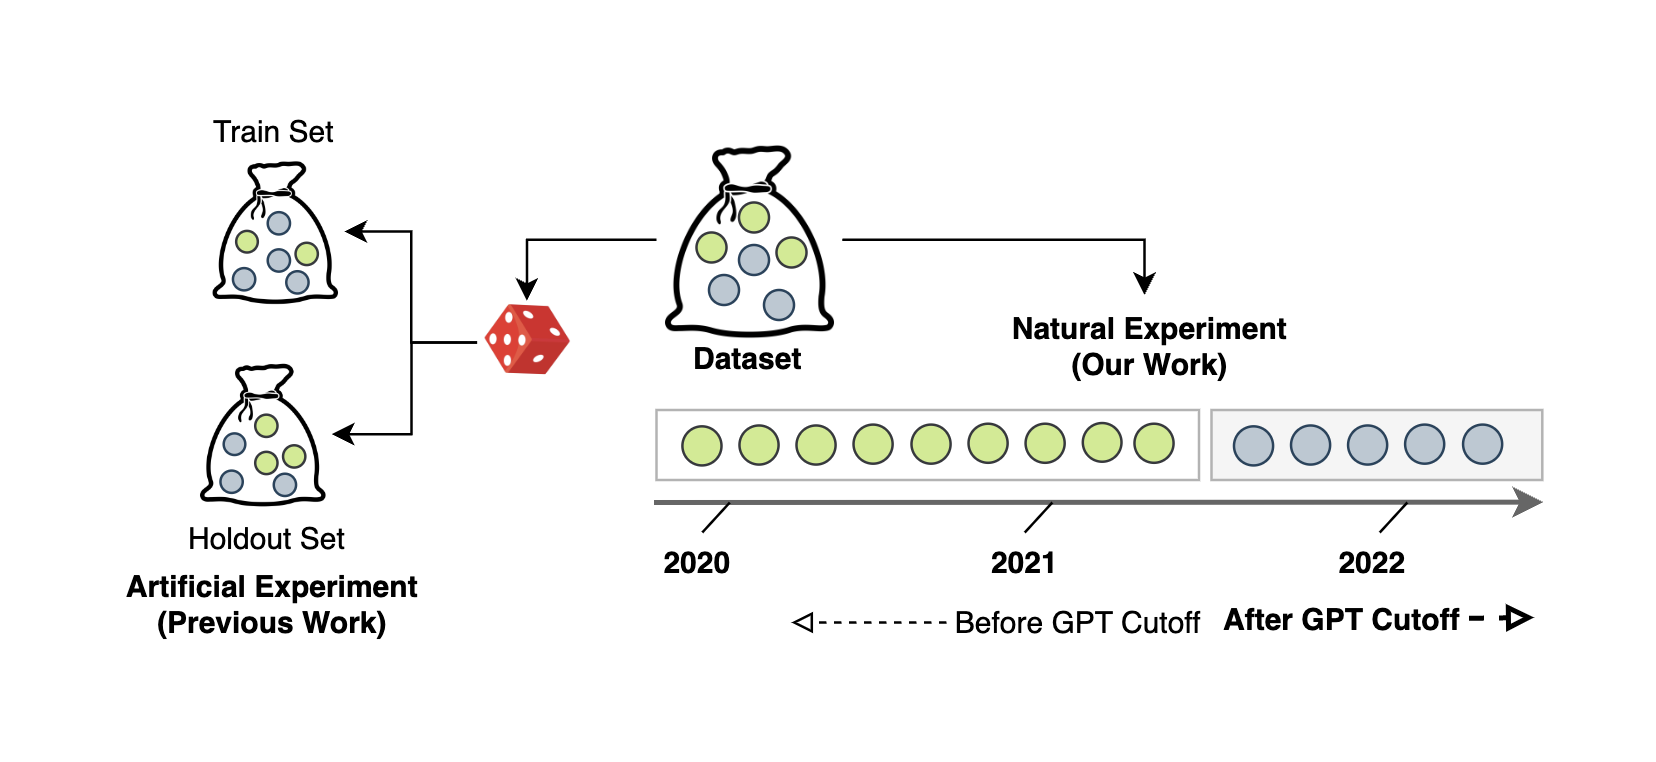 Train Set
Holdout Set
Artificial Experiment
(Previous Work)
Dataset
Natural Experiment
(Our Work)
2020
2021
2022
Before GPT Cutoff
After GPT Cutoff